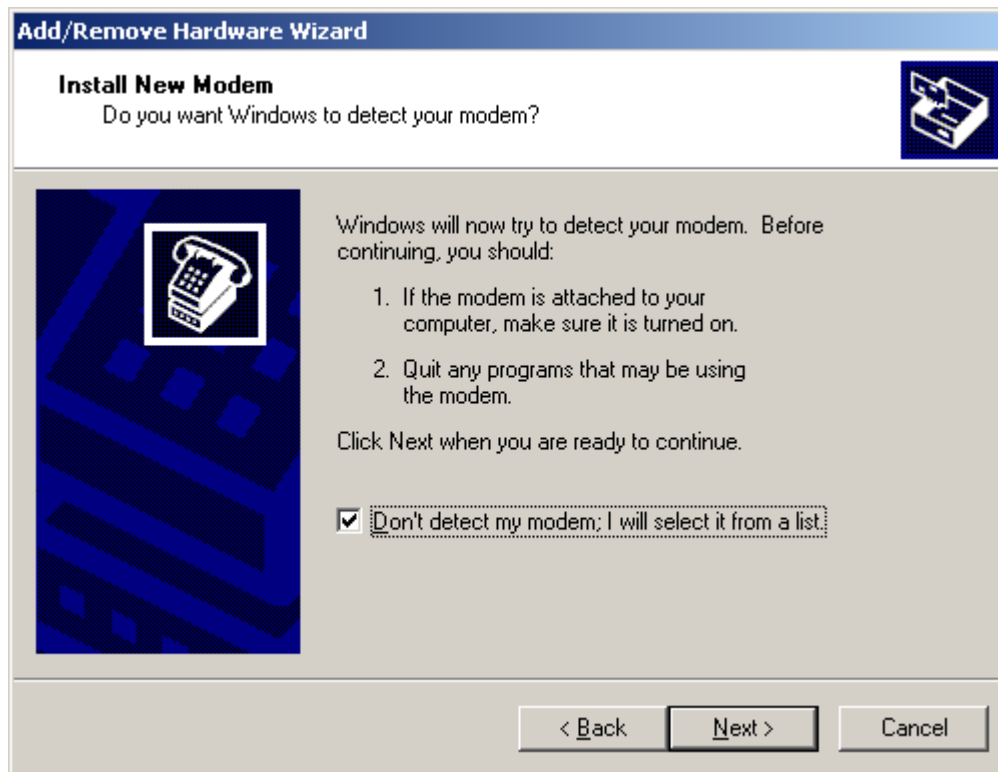 Add/Remove Hardware Wizard
Install New Modem
Do you want Windows to detect your modem?
Windows will now try to detect your modem.  Before
continuing, you should:
1.  If the modem is attached to your
computer, make sure it is turned on.
2.  Quit any programs that may be using
the modem.
Click Next when you are ready to continue.
Don't detect my modem; I will select it from a list.
< Back
Next >
Cancel